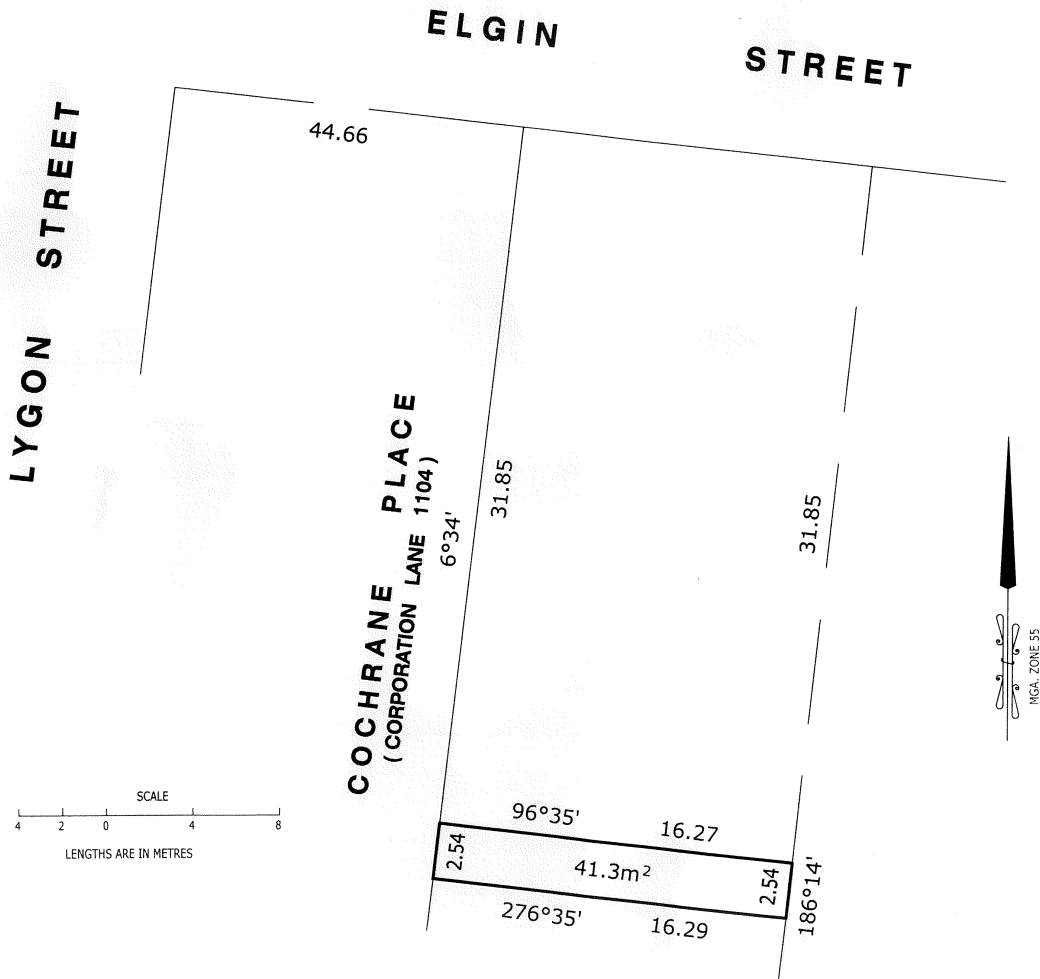 ELGIN STREET
LYGON STREET
44.66
COCHRANE PLACE
(CORPORATION LANE 1104)
6°34'
31.85
31.85
MGA. ZONE 55
SCALE
4 2 0 4 8
LENGTHS ARE IN METRES
96°35' 16.27
2.54
41.3m²
2.54
186°14'
276°35' 16.29